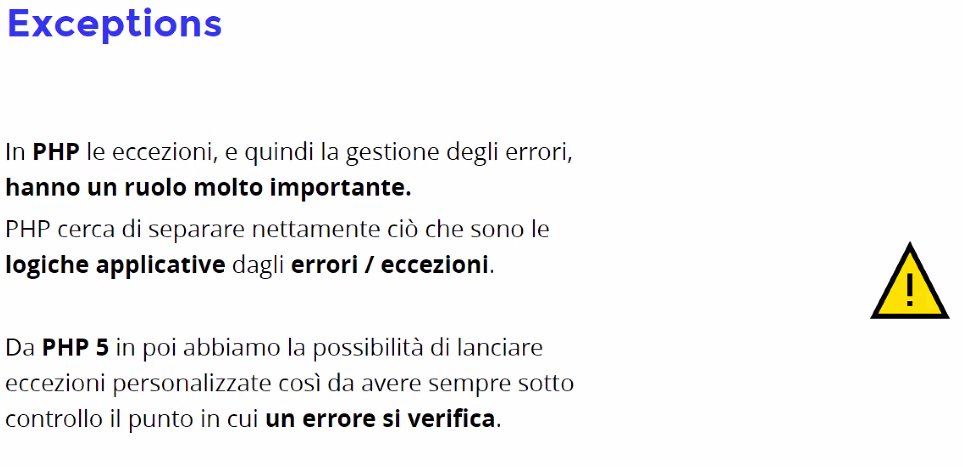 Exceptions
In PHP le eccezioni, e quindi la gestione degli errori,
hanno un ruolo molto importante.
PHP cerca di separare nettamente ciò che sono le
logiche applicative dagli errori / eccezioni.
Da PHP 5 in poi abbiamo la possibilità di lanciare
eccezioni personalizzate così da avere sempre sotto
controllo il punto in cui un errore si verifica.
!